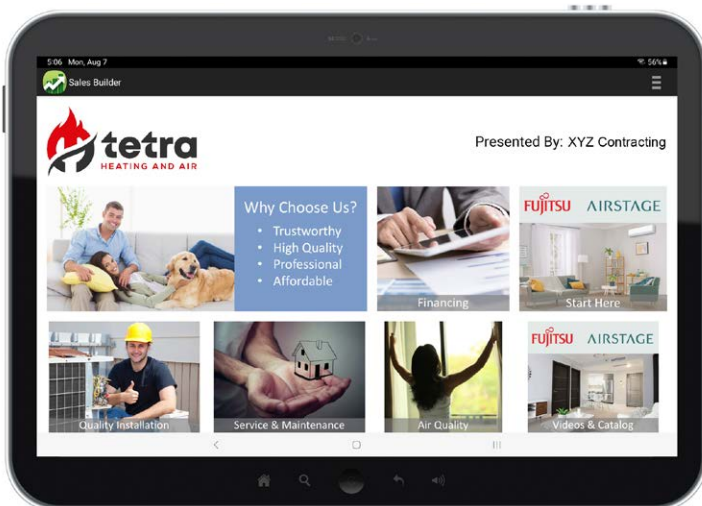 5:06 Mon, Aug 7
56%
Sales Builder
tetra
HEATING AND AIR
Presented By: XYZ Contracting
Why Choose Us?
• Trustworthy
• High Quality
• Professional
• Affordable
Financing
FUJITSU AIRSTAGE
Start Here
Quality Installation
Service & Maintenance
Air Quality
FUJITSU AIRSTAGE
Videos & Catalog